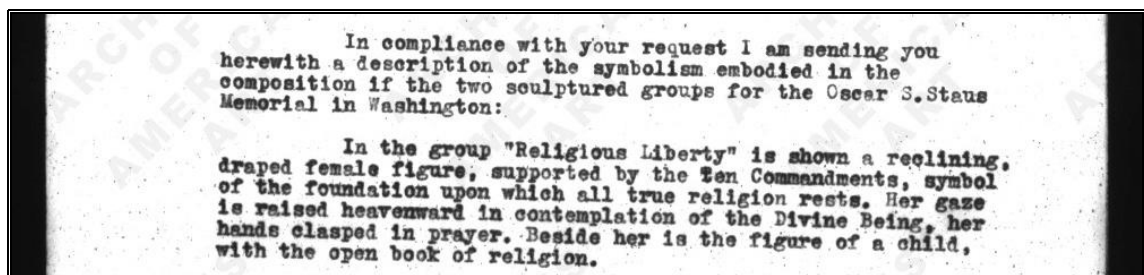 In compliance with your request I am sending you
herewith a description of the symbolism embodied in the
composition if the two sculptured groups for the Oscar S.Staus
Memorial in Washington:
In the group "Religious Liberty" is shown a reclining,
draped female figure, supported by the Ten Commandments, symbol
of the foundation upon which all true religion rests. Her gaze
is raised heavenward in contemplation of the Divine Being, her
hands clasped in prayer. Beside her is the figure of a child,
with the open book of religion.